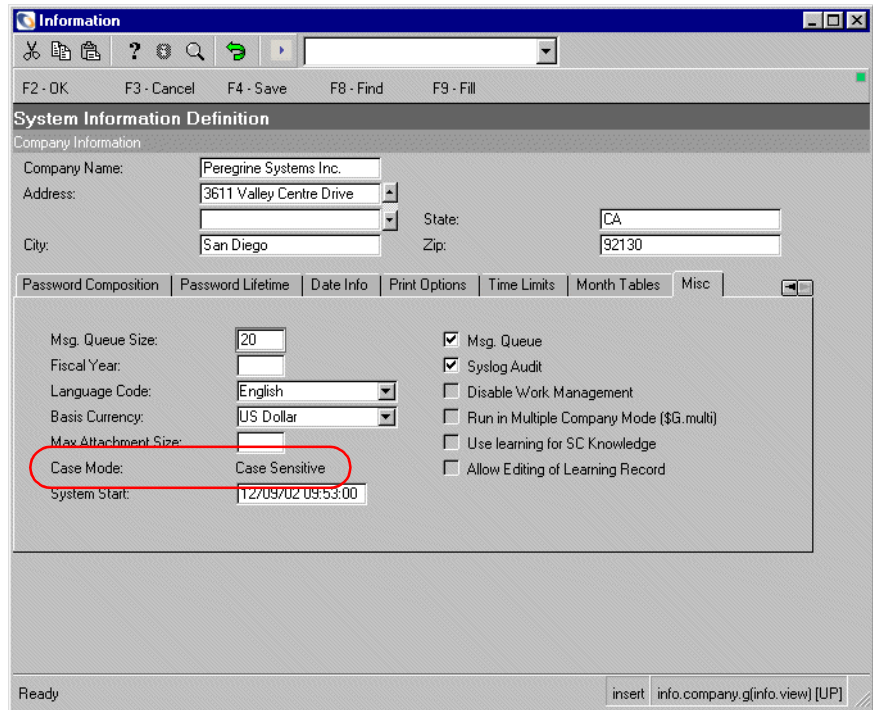 Information
?
F2 - OK F3 - Cancel F4 - Save F8 - Find F9 - Fill
System Information Definition
Company Information
Company Name: Peregrine Systems Inc.
Address: 3611 Valley Centre Drive
State: CA
City: San Diego Zip: 92130
Password Composition Password Lifetime Date Info Print Options Time Limits Month Tables Misc
Msg. Queue Size: 20 Msg. Queue
Fiscal Year: Syslog Audit
Language Code: English Disable Work Management
Basis Currency: US Dollar Run in Multiple Company Mode ($G.multi)
Max Attachment Size: Use learning for SC Knowledge
Case Mode: Case Sensitive Allow Editing of Learning Record
System Start: 12/09/02 09:53:00
Ready insert info.company.g(info.view) [UP]